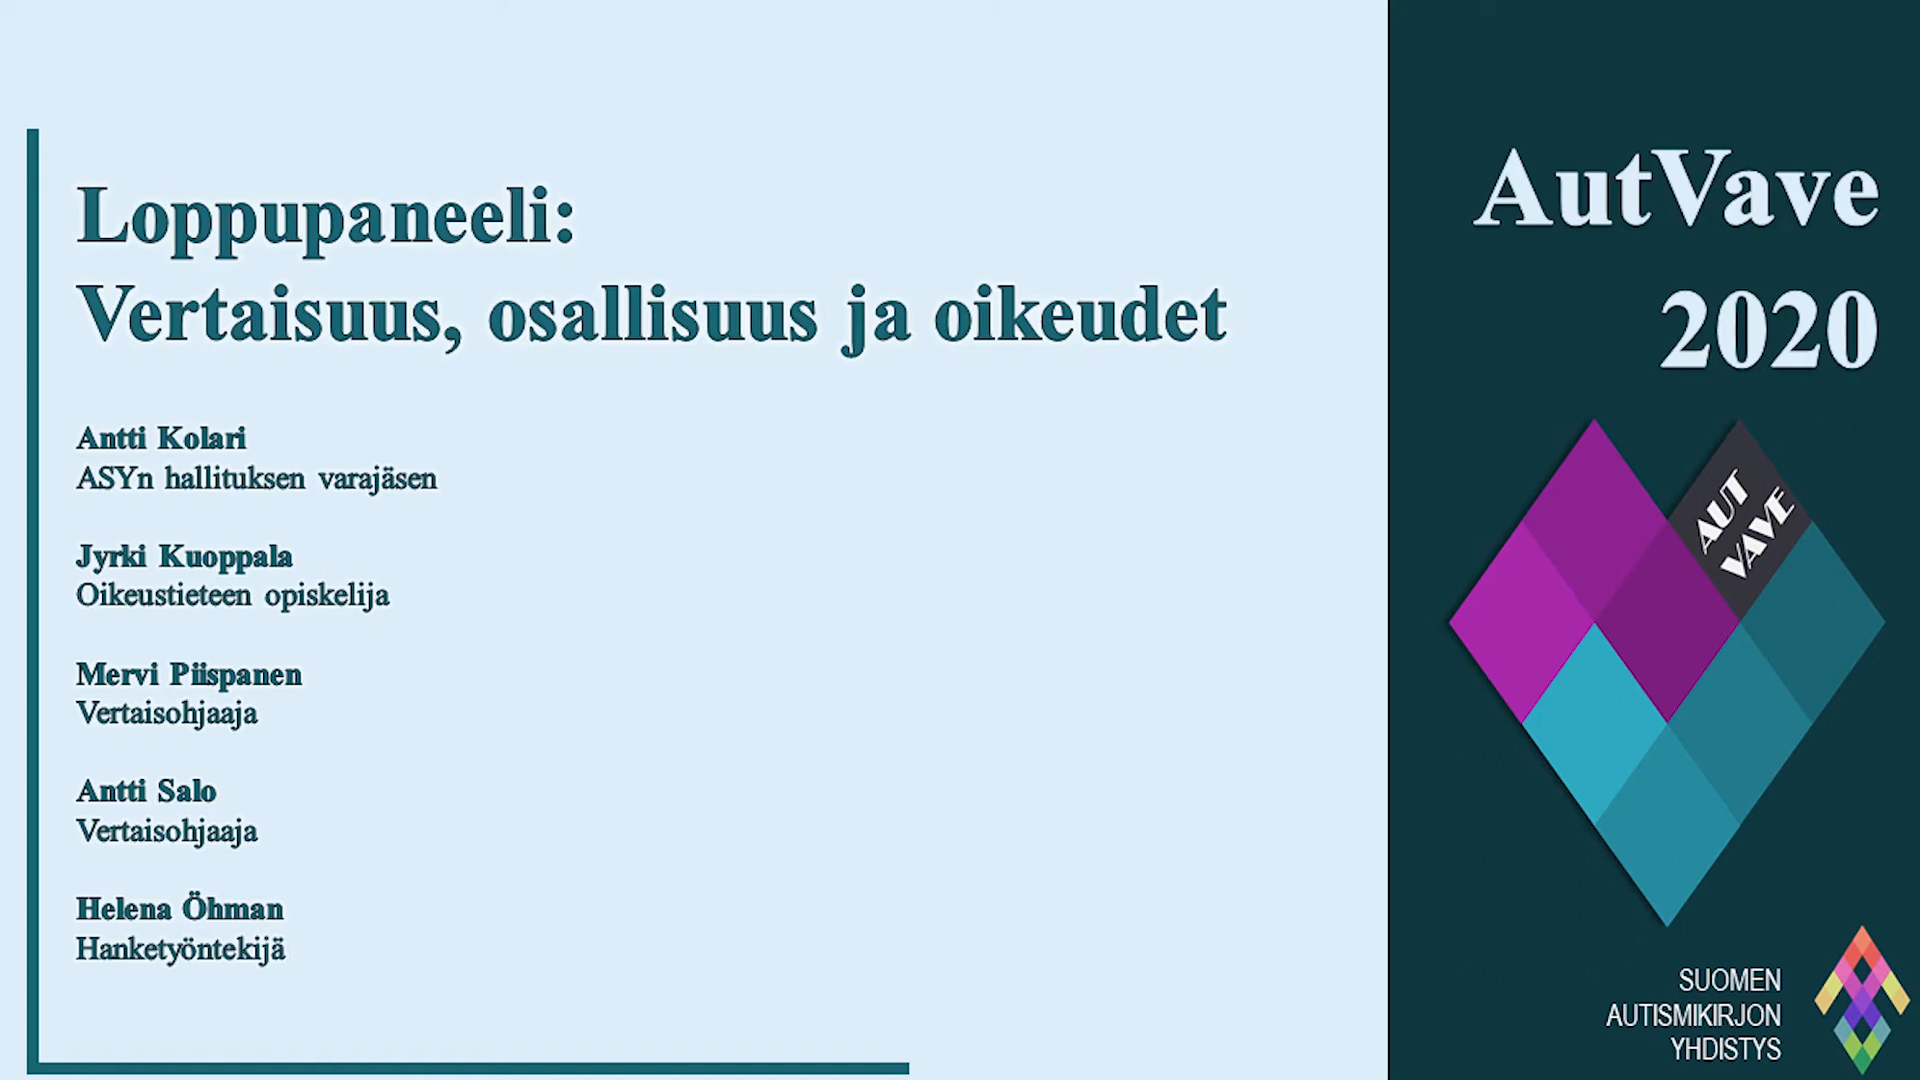 Loppupaneeli:
Vertaisuus, osallisuus ja oikeudet
Antti Kolari
ASYn hallituksen varajäsen
Jyrki Kuoppala
Oikeustieteen opiskelija
Mervi Piispanen
Vertaisohjaaja
Antti Salo
Vertaisohjaaja
Helena Öhman
Hanketyöntekijä
AutVave
2020
AUT
VAVE
SUOMEN
AUTISMIKIRJON
YHDISTYS